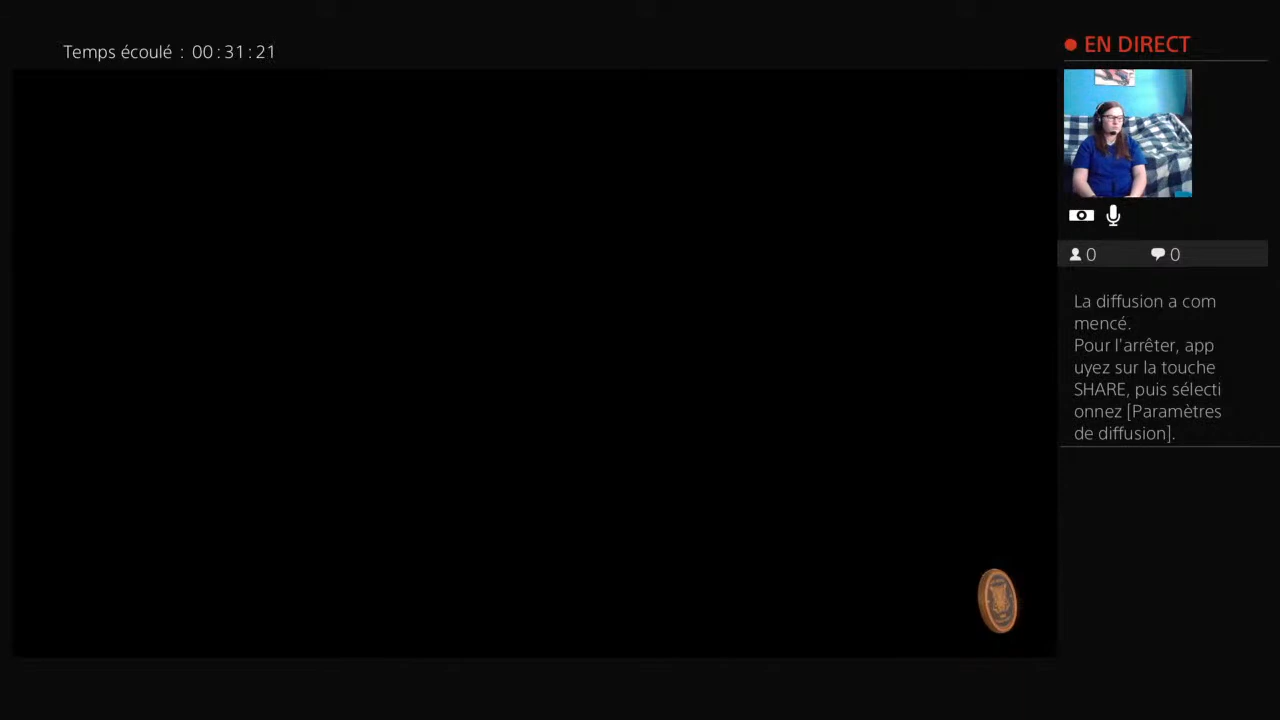 Temps écoulé : 00:31:21
EN DIRECT
0
0
La diffusion a com
mencé.
Pour l'arrêter, app
uyez sur la touche
SHARE, puis sélecti
onnez [Paramètres
de diffusion].